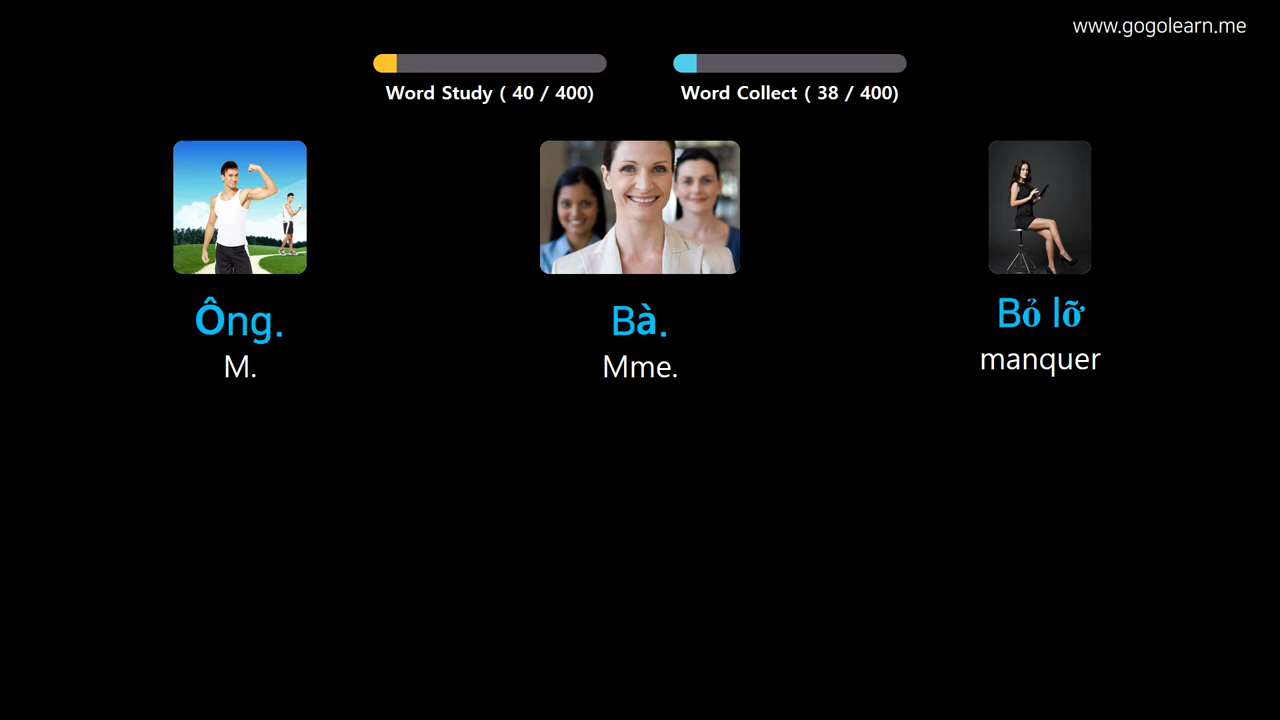 www.gogolearn.me
Word Study ( 40 / 400)
Word Collect ( 38 / 400)
Ông.
M.
Bà.
Mme.
Bỏ lỡ
manquer